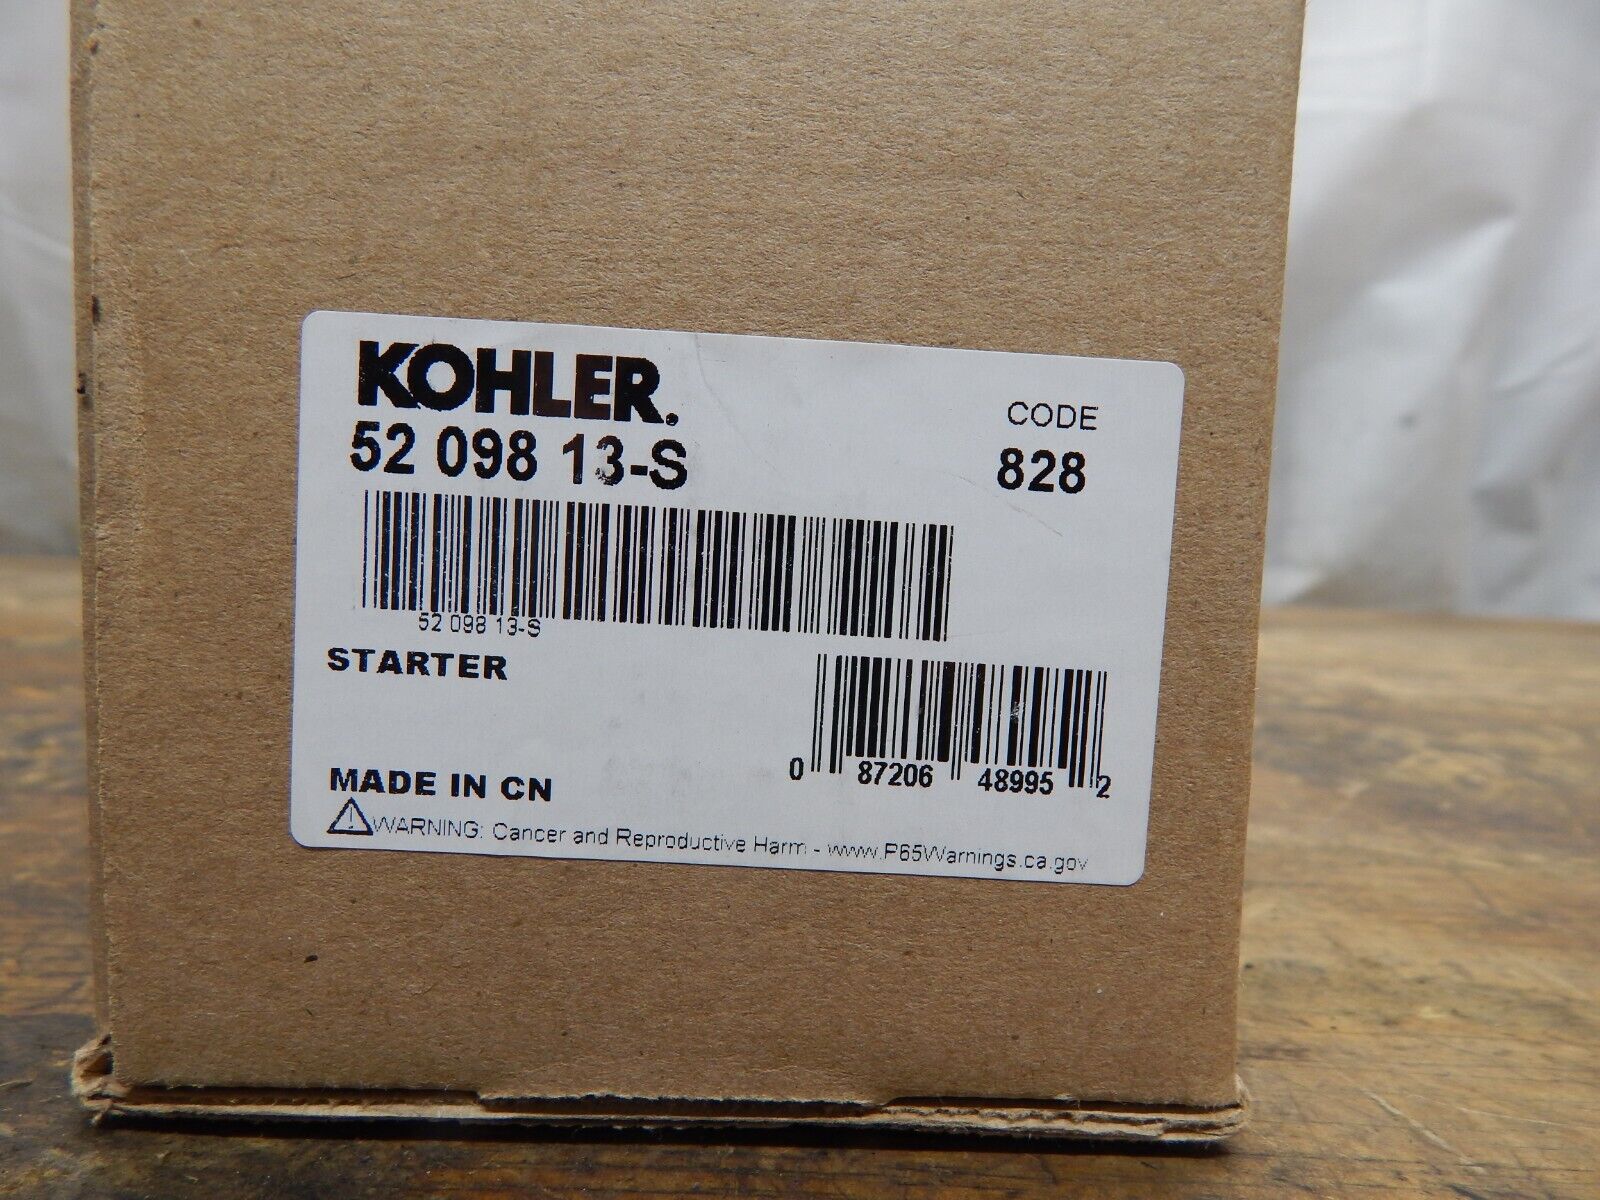 KOHLER.
CODE
52 098 13-S
828
52 098 13-S
STARTER
0 87206 48995 2
MADE IN CN
WARNING: Cancer and Reproductive Harm - www.P65Warnings.ca.gov